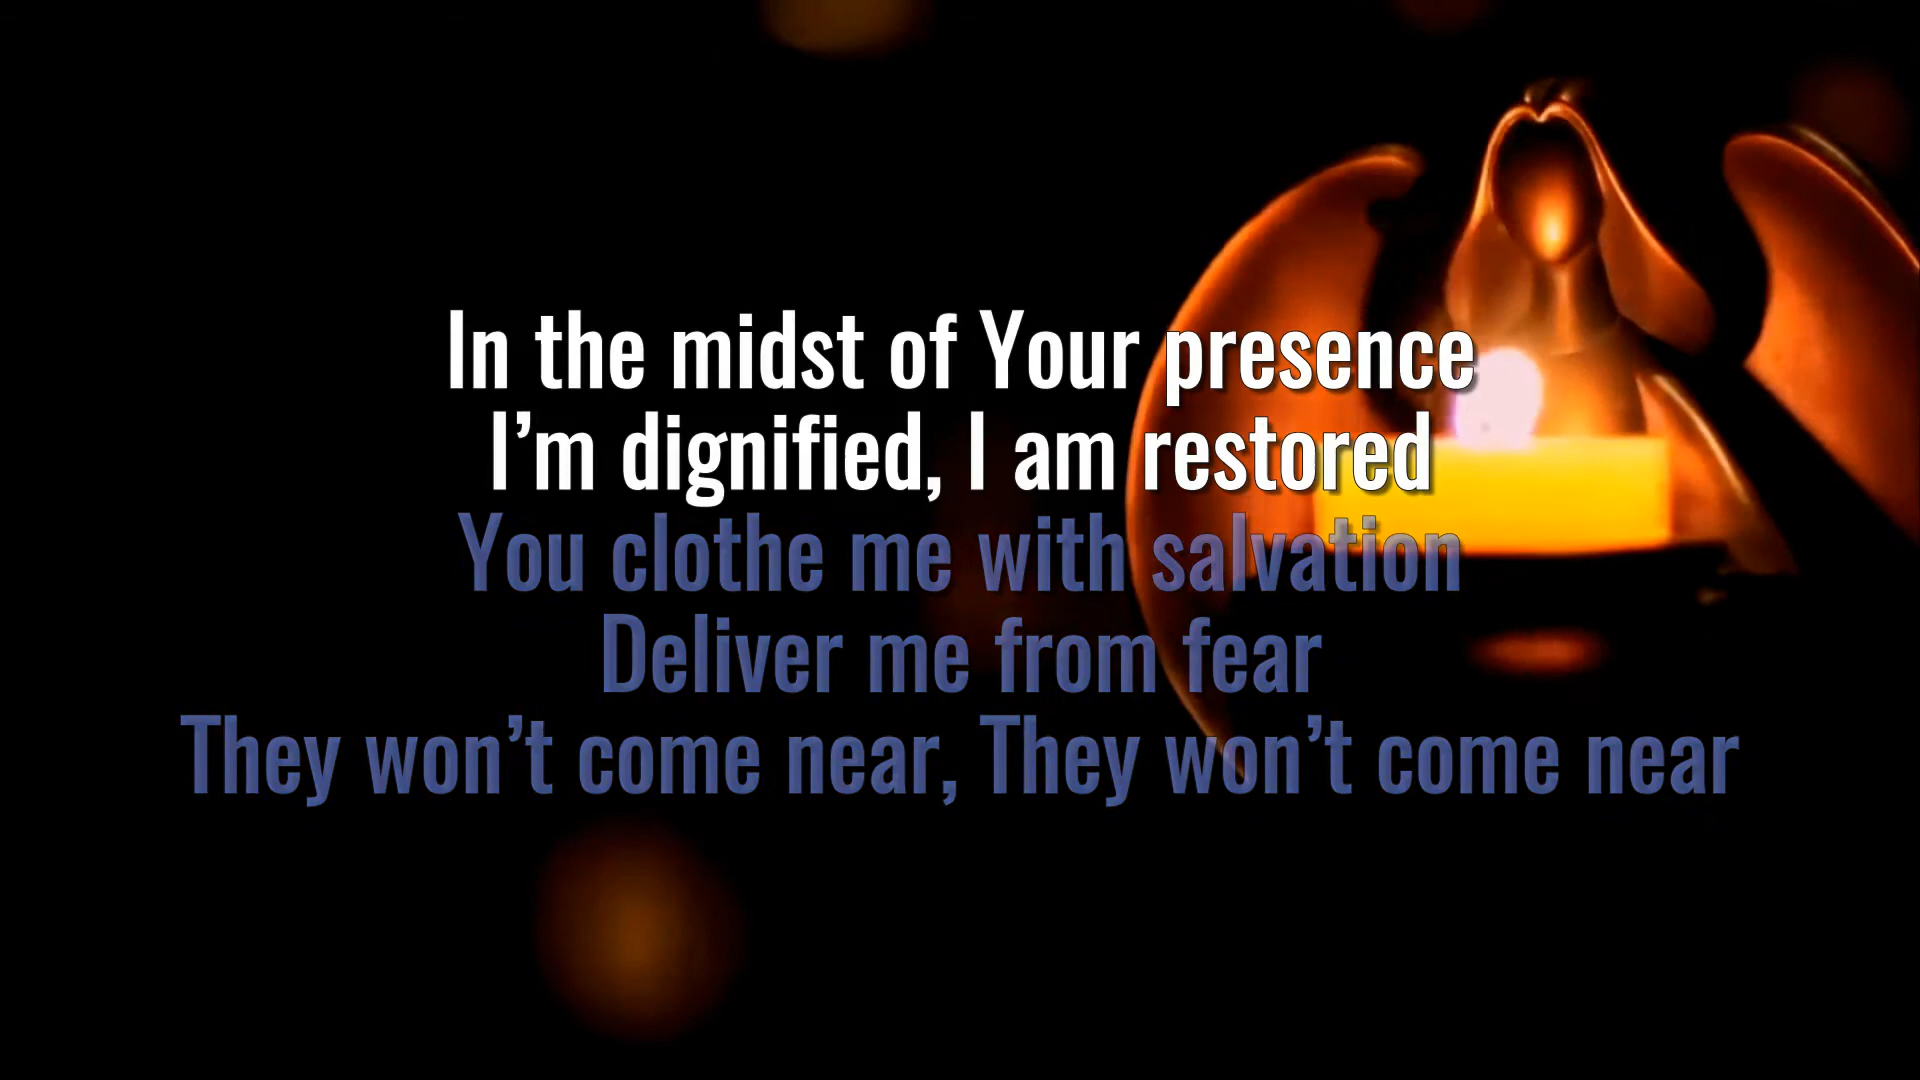 In the midst of Your presence
I’m dignified, I am restored
You clothe me with salvation
Deliver me from fear
They won’t come near, They won’t come near